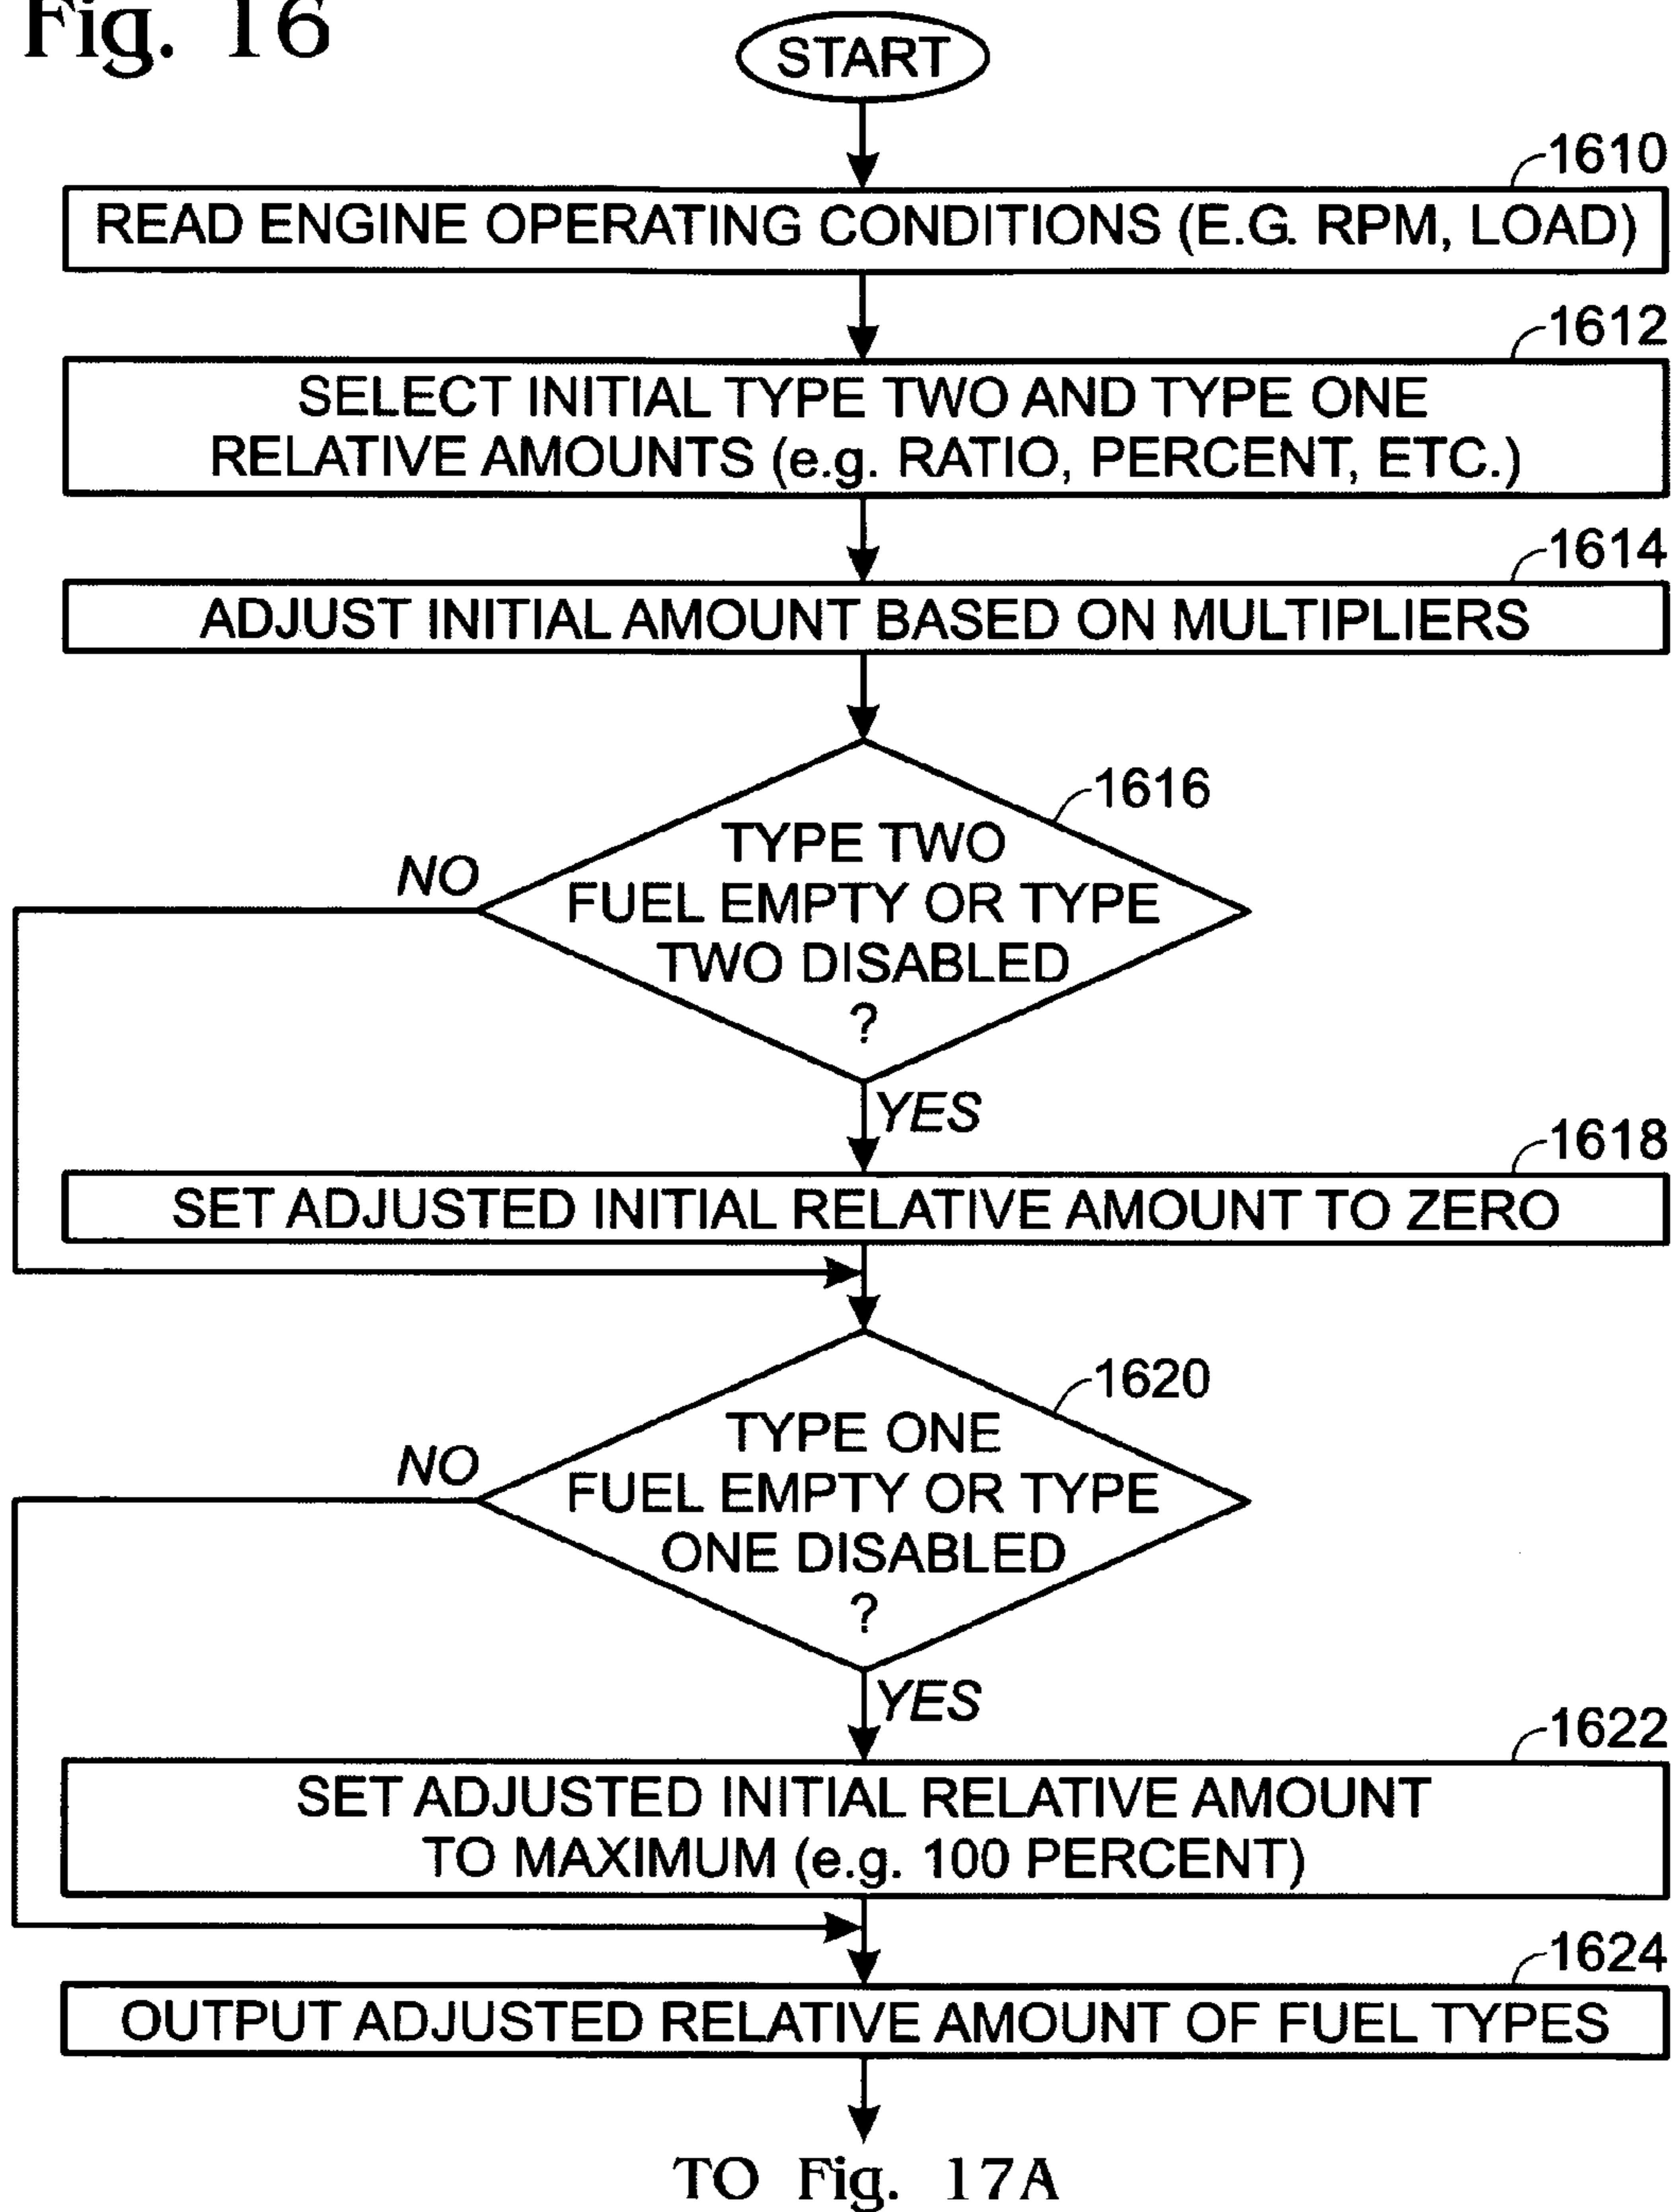 Fig. 16
START
1610
READ ENGINE OPERATING CONDITIONS (E.G. RPM, LOAD)
1612
SELECT INITIAL TYPE TWO AND TYPE ONE
RELATIVE AMOUNTS (e.g. RATIO, PERCENT, ETC.)
1614
ADJUST INITIAL AMOUNT BASED ON MULTIPLIERS
1616
TYPE TWO
FUEL EMPTY OR TYPE
TWO DISABLED
?
NO
YES
1618
SET ADJUSTED INITIAL RELATIVE AMOUNT TO ZERO
1620
TYPE ONE
FUEL EMPTY OR TYPE
ONE DISABLED
?
NO
YES
1622
SET ADJUSTED INITIAL RELATIVE AMOUNT
TO MAXIMUM (e.g. 100 PERCENT)
1624
OUTPUT ADJUSTED RELATIVE AMOUNT OF FUEL TYPES
TO Fig. 17A